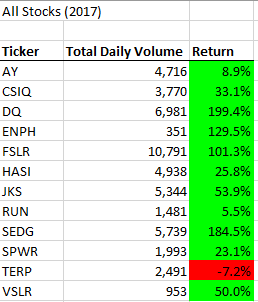 All Stocks (2017)
Ticker Total Daily Volume Return
AY 4,716 8.9%
CSIQ 3,770 33.1%
DQ 6,981 199.4%
ENPH 351 129.5%
FSLR 10,791 101.3%
HASI 4,938 25.8%
JKS 5,344 53.9%
RUN 1,481 5.5%
SEDG 5,739 184.5%
SPWR 1,993 23.1%
TERP 2,491 -7.2%
VSLR 953 50.0%